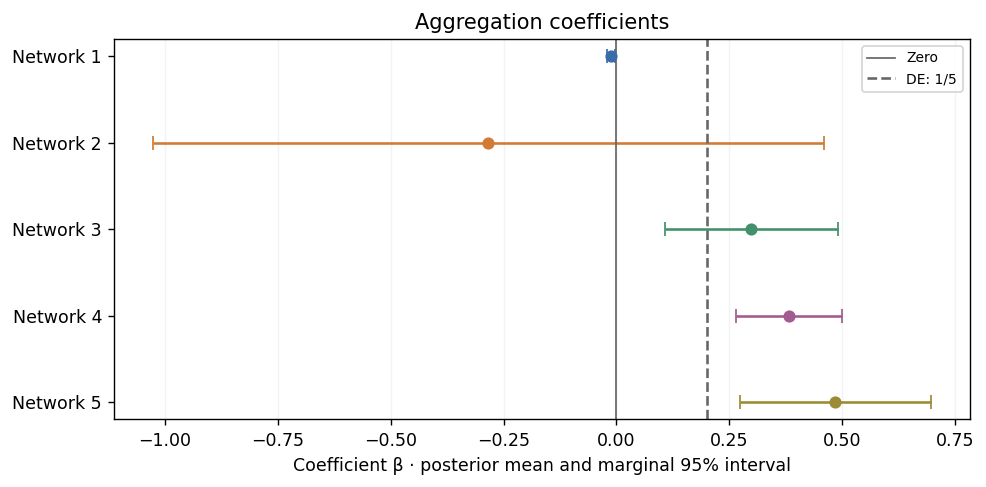 Aggregation coefficients
Network 1
Network 2
Network 3
Network 4
Network 5
Zero
DE: 1/5
−1.00 −0.75 −0.50 −0.25 0.00 0.25 0.50 0.75
Coefficient β · posterior mean and marginal 95% interval